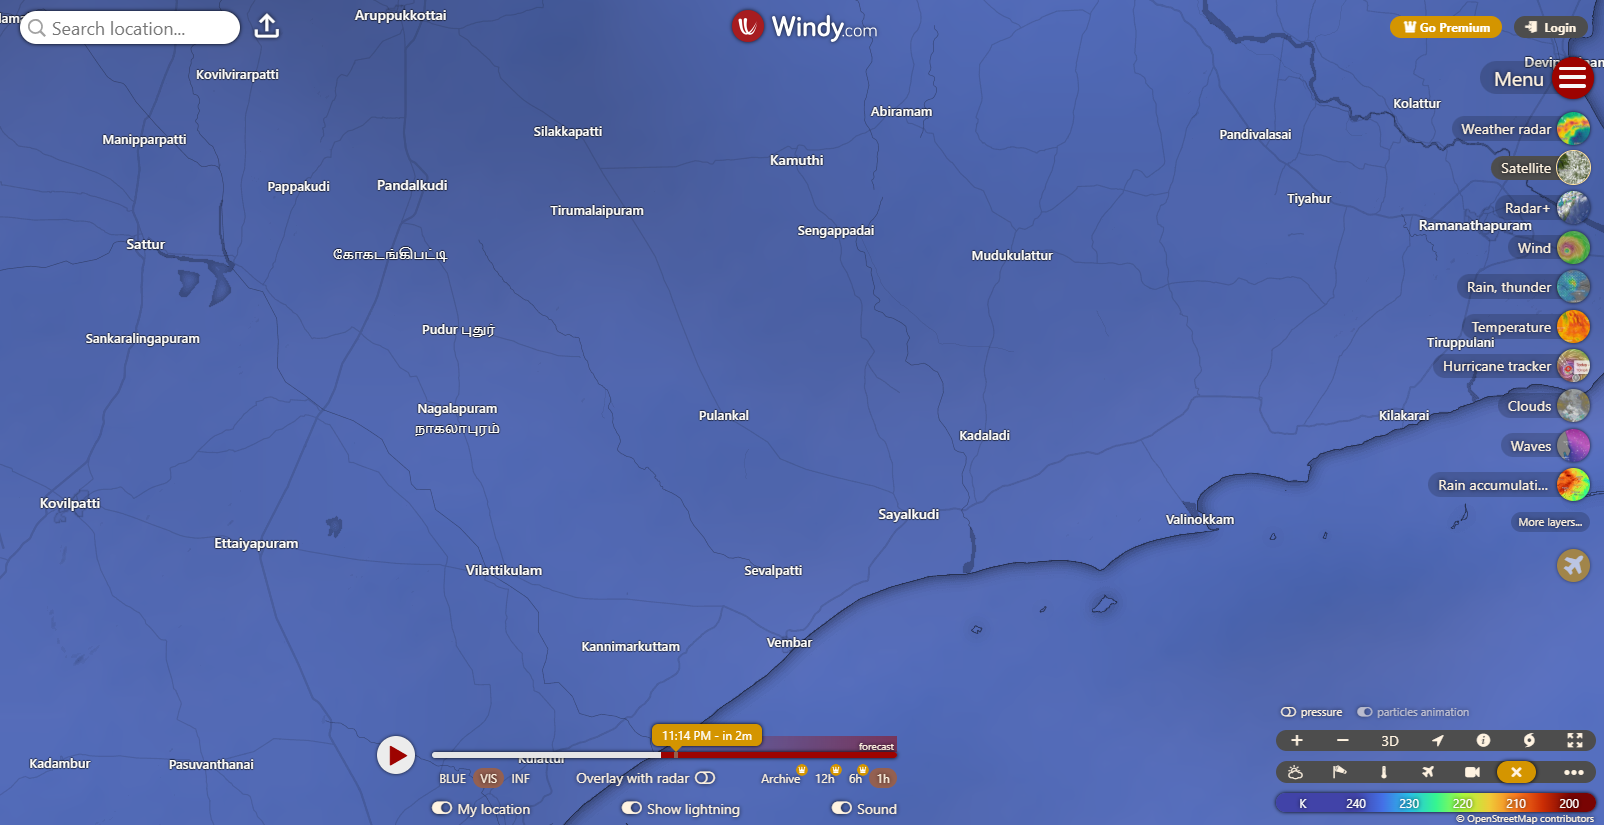 Search location...
Windy.com
Go Premium
Login
Menu
Weather radar
Satellite
Radar+
Wind
Rain, thunder
Temperature
Hurricane tracker
Clouds
Waves
Rain accumulati...
More layers...
Aruppukkottai
Kovilvirarpatti
Manipparpatti
Silakkapatti
Abiramam
Kolattur
Pandivalasai
Kamuthi
Pappakudi
Pandalkudi
Tirumalaipuram
Tiyahur
Ramanathapuram
Sengappadai
Sattur
கோகடங்கிபட்டி
Mudukulattur
Pudur புதூர்
Sankaralingapuram
Tiruppulani
Nagalapuram
நாகலாபுரம்
Pulankal
Kilakarai
Kadaladi
Kovilpatti
Sayalkudi
Valinokkam
Ettaiyapuram
Vilattikulam
Sevalpatti
Kannimarkuttam
Vembar
Kadambur
Pasuvanthanai
11:14 PM - in 2m
forecast
BLUE VIS INF
Overlay with radar
Archive 12h 6h 1h
My location
Show lightning
Sound
pressure
particles animation
3D
K 240 230 220 210 200
© OpenStreetMap contributors